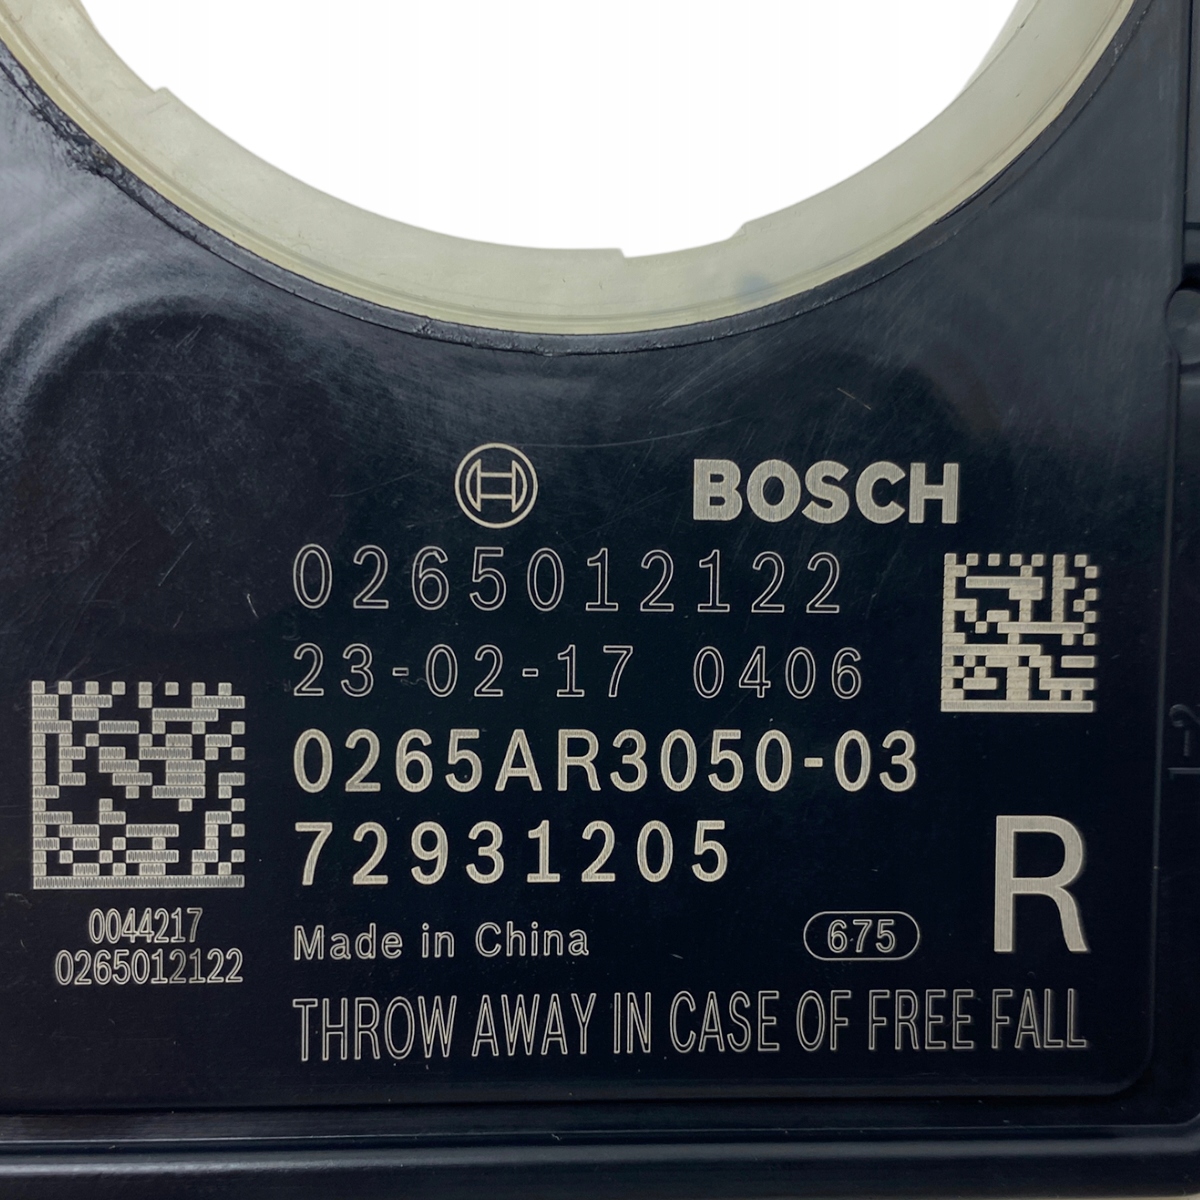 BOSCH
0265012122
23-02-17 0406
0265AR3050-03
72931205
R
0044217
0265012122
Made in China
675
THROW AWAY IN CASE OF FREE FALL